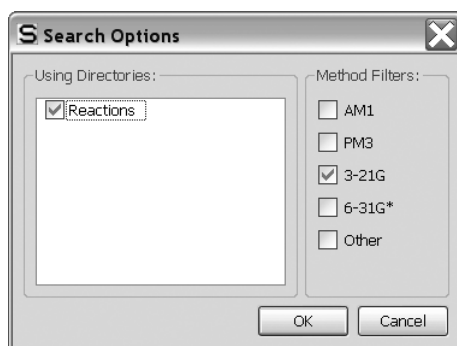 S Search Options
Using Directories:
Reactions
Method Filters:
AM1
PM3
3-21G
6-31G*
Other
OK
Cancel